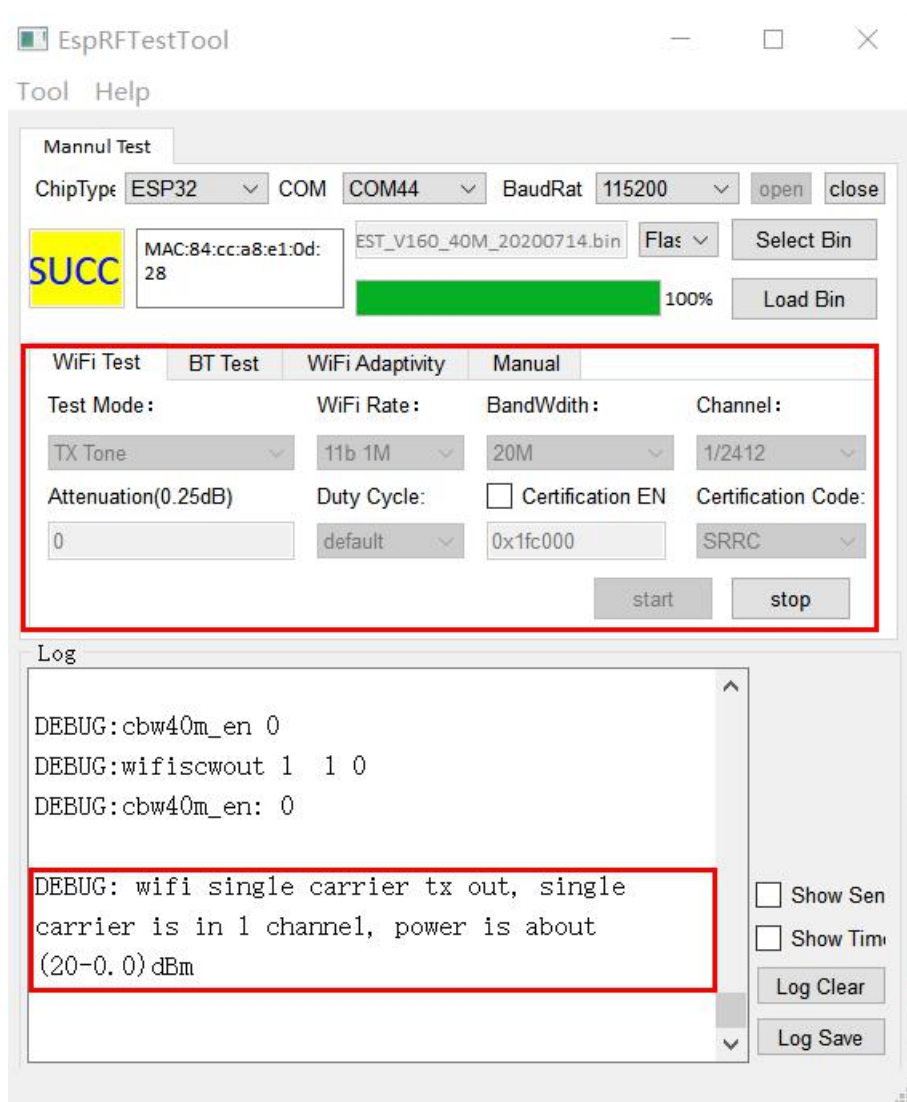 EspRFTestTool
Tool Help
Mannul Test
ChipType ESP32 COM COM44 BaudRat 115200 open close
SUCC
MAC:84:cc:a8:e1:0d:
28
EST_V160_40M_20200714.bin Flas Select Bin
100% Load Bin
WiFi Test BT Test WiFi Adaptivity Manual
Test Mode: WiFi Rate: BandWdith: Channel:
TX Tone 11b 1M 20M 1/2412
Attenuation(0.25dB) Duty Cycle: Certification EN Certification Code:
0 default 0x1fc000 SRRC
start stop
Log
DEBUG:cbw40m_en 0
DEBUG:wifiscwout 1 1 0
DEBUG:cbw40m_en: 0
DEBUG: wifi single carrier tx out, single
carrier is in 1 channel, power is about
(20-0.0)dBm
Show Sen
Show Tim
Log Clear
Log Save